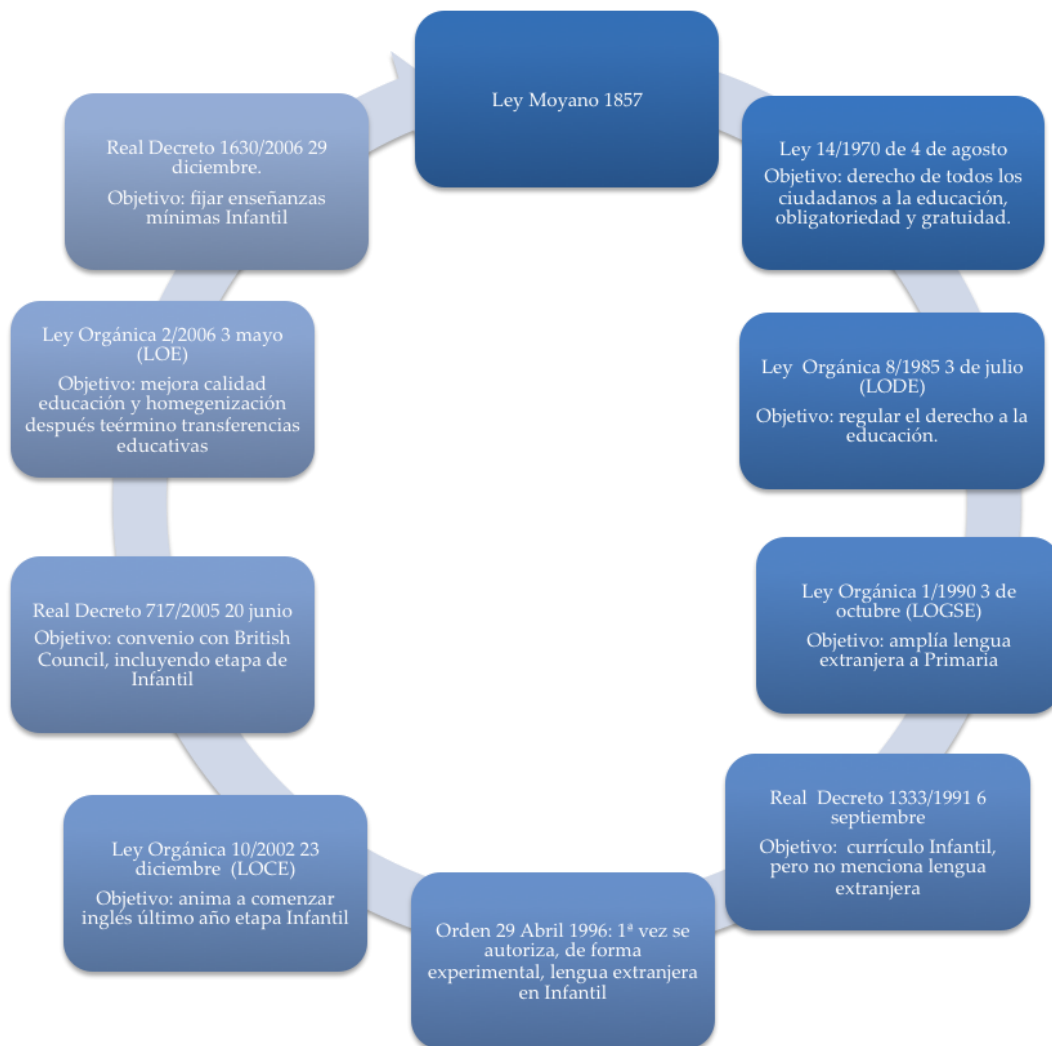 Ley Moyano 1857
Ley 14/1970 de 4 de agosto
Objetivo: derecho de todos los
ciudadanos a la educación,
obligatoriedad y gratuidad.
Ley Orgánica 8/1985 3 de julio
(LODE)
Objetivo: regular el derecho a la
educación.
Ley Orgánica 1/1990 3 de
octubre (LOGSE)
Objetivo: amplía lengua
extranjera a Primaria
Real Decreto 1333/1991 6
septiembre
Objetivo: currículo Infantil,
pero no menciona lengua
extranjera
Orden 29 Abril 1996: 1ª vez se
autoriza, de forma
experimental, lengua extranjera
en Infantil
Ley Orgánica 10/2002 23
diciembre (LOCE)
Objetivo: anima a comenzar
inglés último año etapa Infantil
Real Decreto 717/2005 20 junio
Objetivo: convenio con British
Council, incluyendo etapa de
Infantil
Ley Orgánica 2/2006 3 mayo
(LOE)
Objetivo: mejora calidad
educación y homegenización
después teérmino transferencias
educativas
Real Decreto 1630/2006 29
diciembre.
Objetivo: fijar enseñanzas
mínimas Infantil